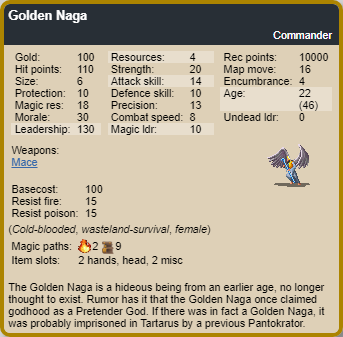 Golden Naga
Commander
Gold: 100 Resources: 4 Rec points: 10000
Hit points: 110 Strength: 20 Map move: 16
Size: 6 Attack skill: 14 Encumbrance: 4
Protection: 10 Defence skill: 10 Age: 22
Magic res: 18 Precision: 13 (46)
Morale: 30 Combat speed: 8 Undead ldr: 0
Leadership: 130 Magic ldr: 10
Weapons:
Mace
Basecost: 100
Resist fire: 15
Resist poison: 15
(Cold-blooded, wasteland-survival, female)
Magic paths: 2 9
Item slots: 2 hands, head, 2 misc
The Golden Naga is a hideous being from an earlier age, no longer
thought to exist. Rumor has it that the Golden Naga once claimed
godhood as a Pretender God. If there was in fact a Golden Naga, it
was probably imprisoned in Tartarus by a previous Pantokrator.